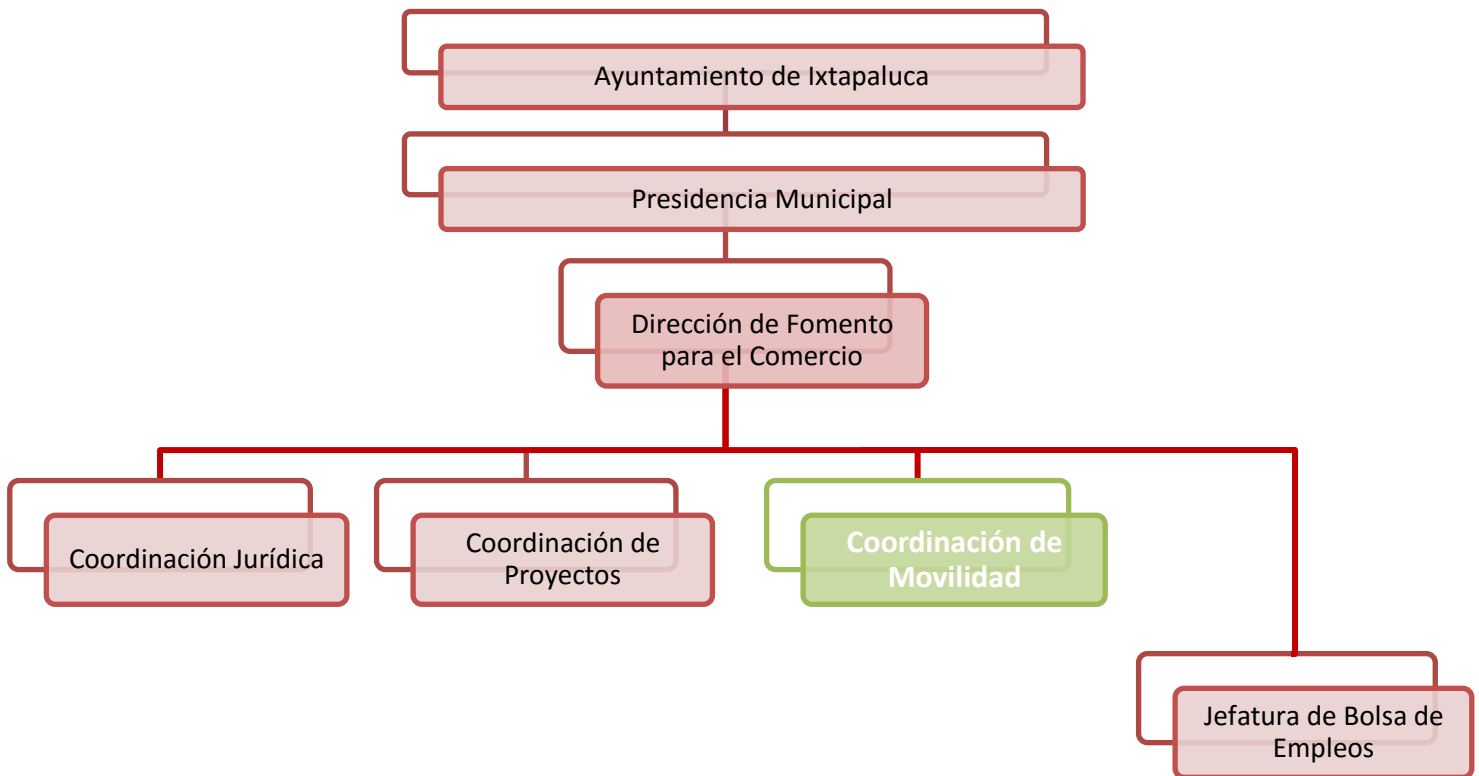 Ayuntamiento de Ixtapaluca
Presidencia Municipal
Dirección de Fomento
para el Comercio
Coordinación Jurídica
Coordinación de
Proyectos
Coordinación de
Movilidad
Jefatura de Bolsa de
Empleos